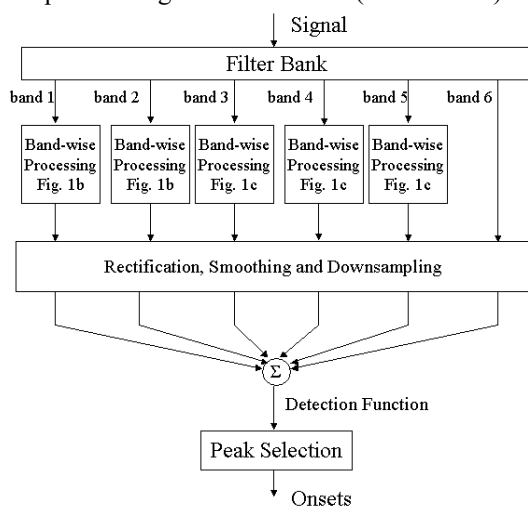 Signal
Filter Bank
band 1 band 2 band 3 band 4 band 5 band 6
Band-wise Processing Fig. 1b
Band-wise Processing Fig. 1b
Band-wise Processing Fig. 1c
Band-wise Processing Fig. 1c
Band-wise Processing Fig. 1c
Rectification, Smoothing and Downsampling
Σ
Detection Function
Peak Selection
Onsets